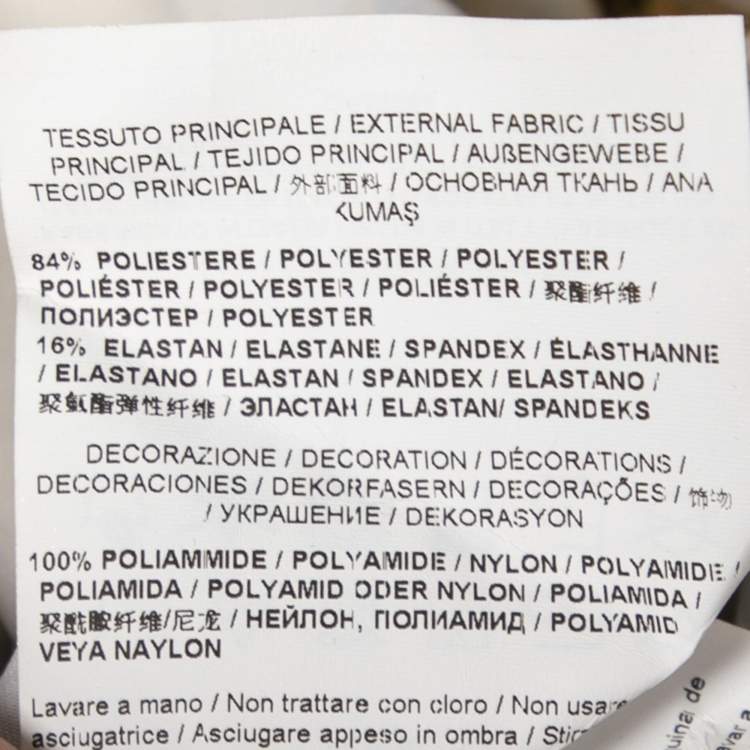 TESSUTO PRINCIPALE / EXTERNAL FABRIC / TISSU
PRINCIPAL / TEJIDO PRINCIPAL / AUßENGEWEBE /
TECIDO PRINCIPAL / 外部面料 / ОСНОВНАЯ ТКАНЬ / ANA
KUMAŞ
84% POLIESTERE / POLYESTER / POLYESTER /
POLIÉSTER / POLYESTER / POLIÉSTER / 聚酯纤维 /
ПОЛИЭСТЕР / POLYESTER
16% ELASTAN / ELASTANE / SPANDEX / ÉLASTHANNE
/ ELASTANO / ELASTAN / SPANDEX / ELASTANO /
聚氨酯弹性纤维 / ЭЛАСТАН / ELASTAN/ SPANDEKS
DECORAZIONE / DECORATION / DÉCORATIONS /
DECORACIONES / DEKORFASERN / DECORAÇÕES / 饰物
/ УКРАШЕНИЕ / DEKORASYON
100% POLIAMMIDE / POLYAMIDE / NYLON / POLYAMIDE /
POLIAMIDA / POLYAMID ODER NYLON / POLIAMIDA /
聚酰胺纤维/尼龙 / НЕЙЛОН, ПОЛИАМИД / POLYAMID
VEYA NAYLON
Lavare a mano / Non trattare con cloro / Non
asciugatrice / Asciugare appeso in ombra /
de